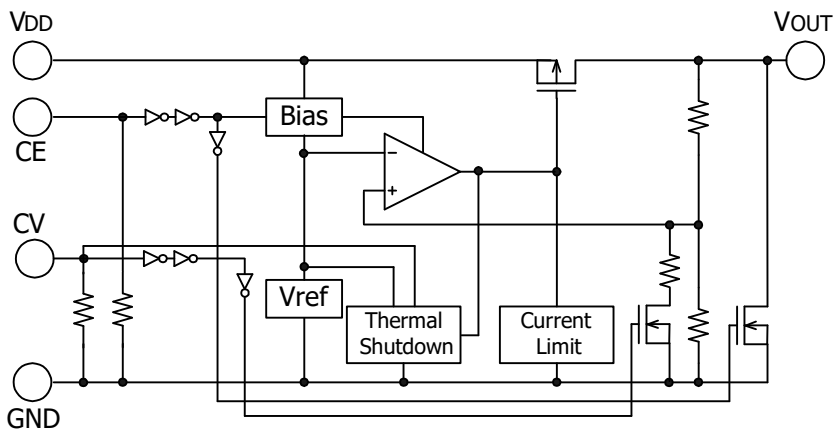 VDD
VOUT
CE
Bias
−
+
CV
Vref
Thermal
Shutdown
Current
Limit
GND